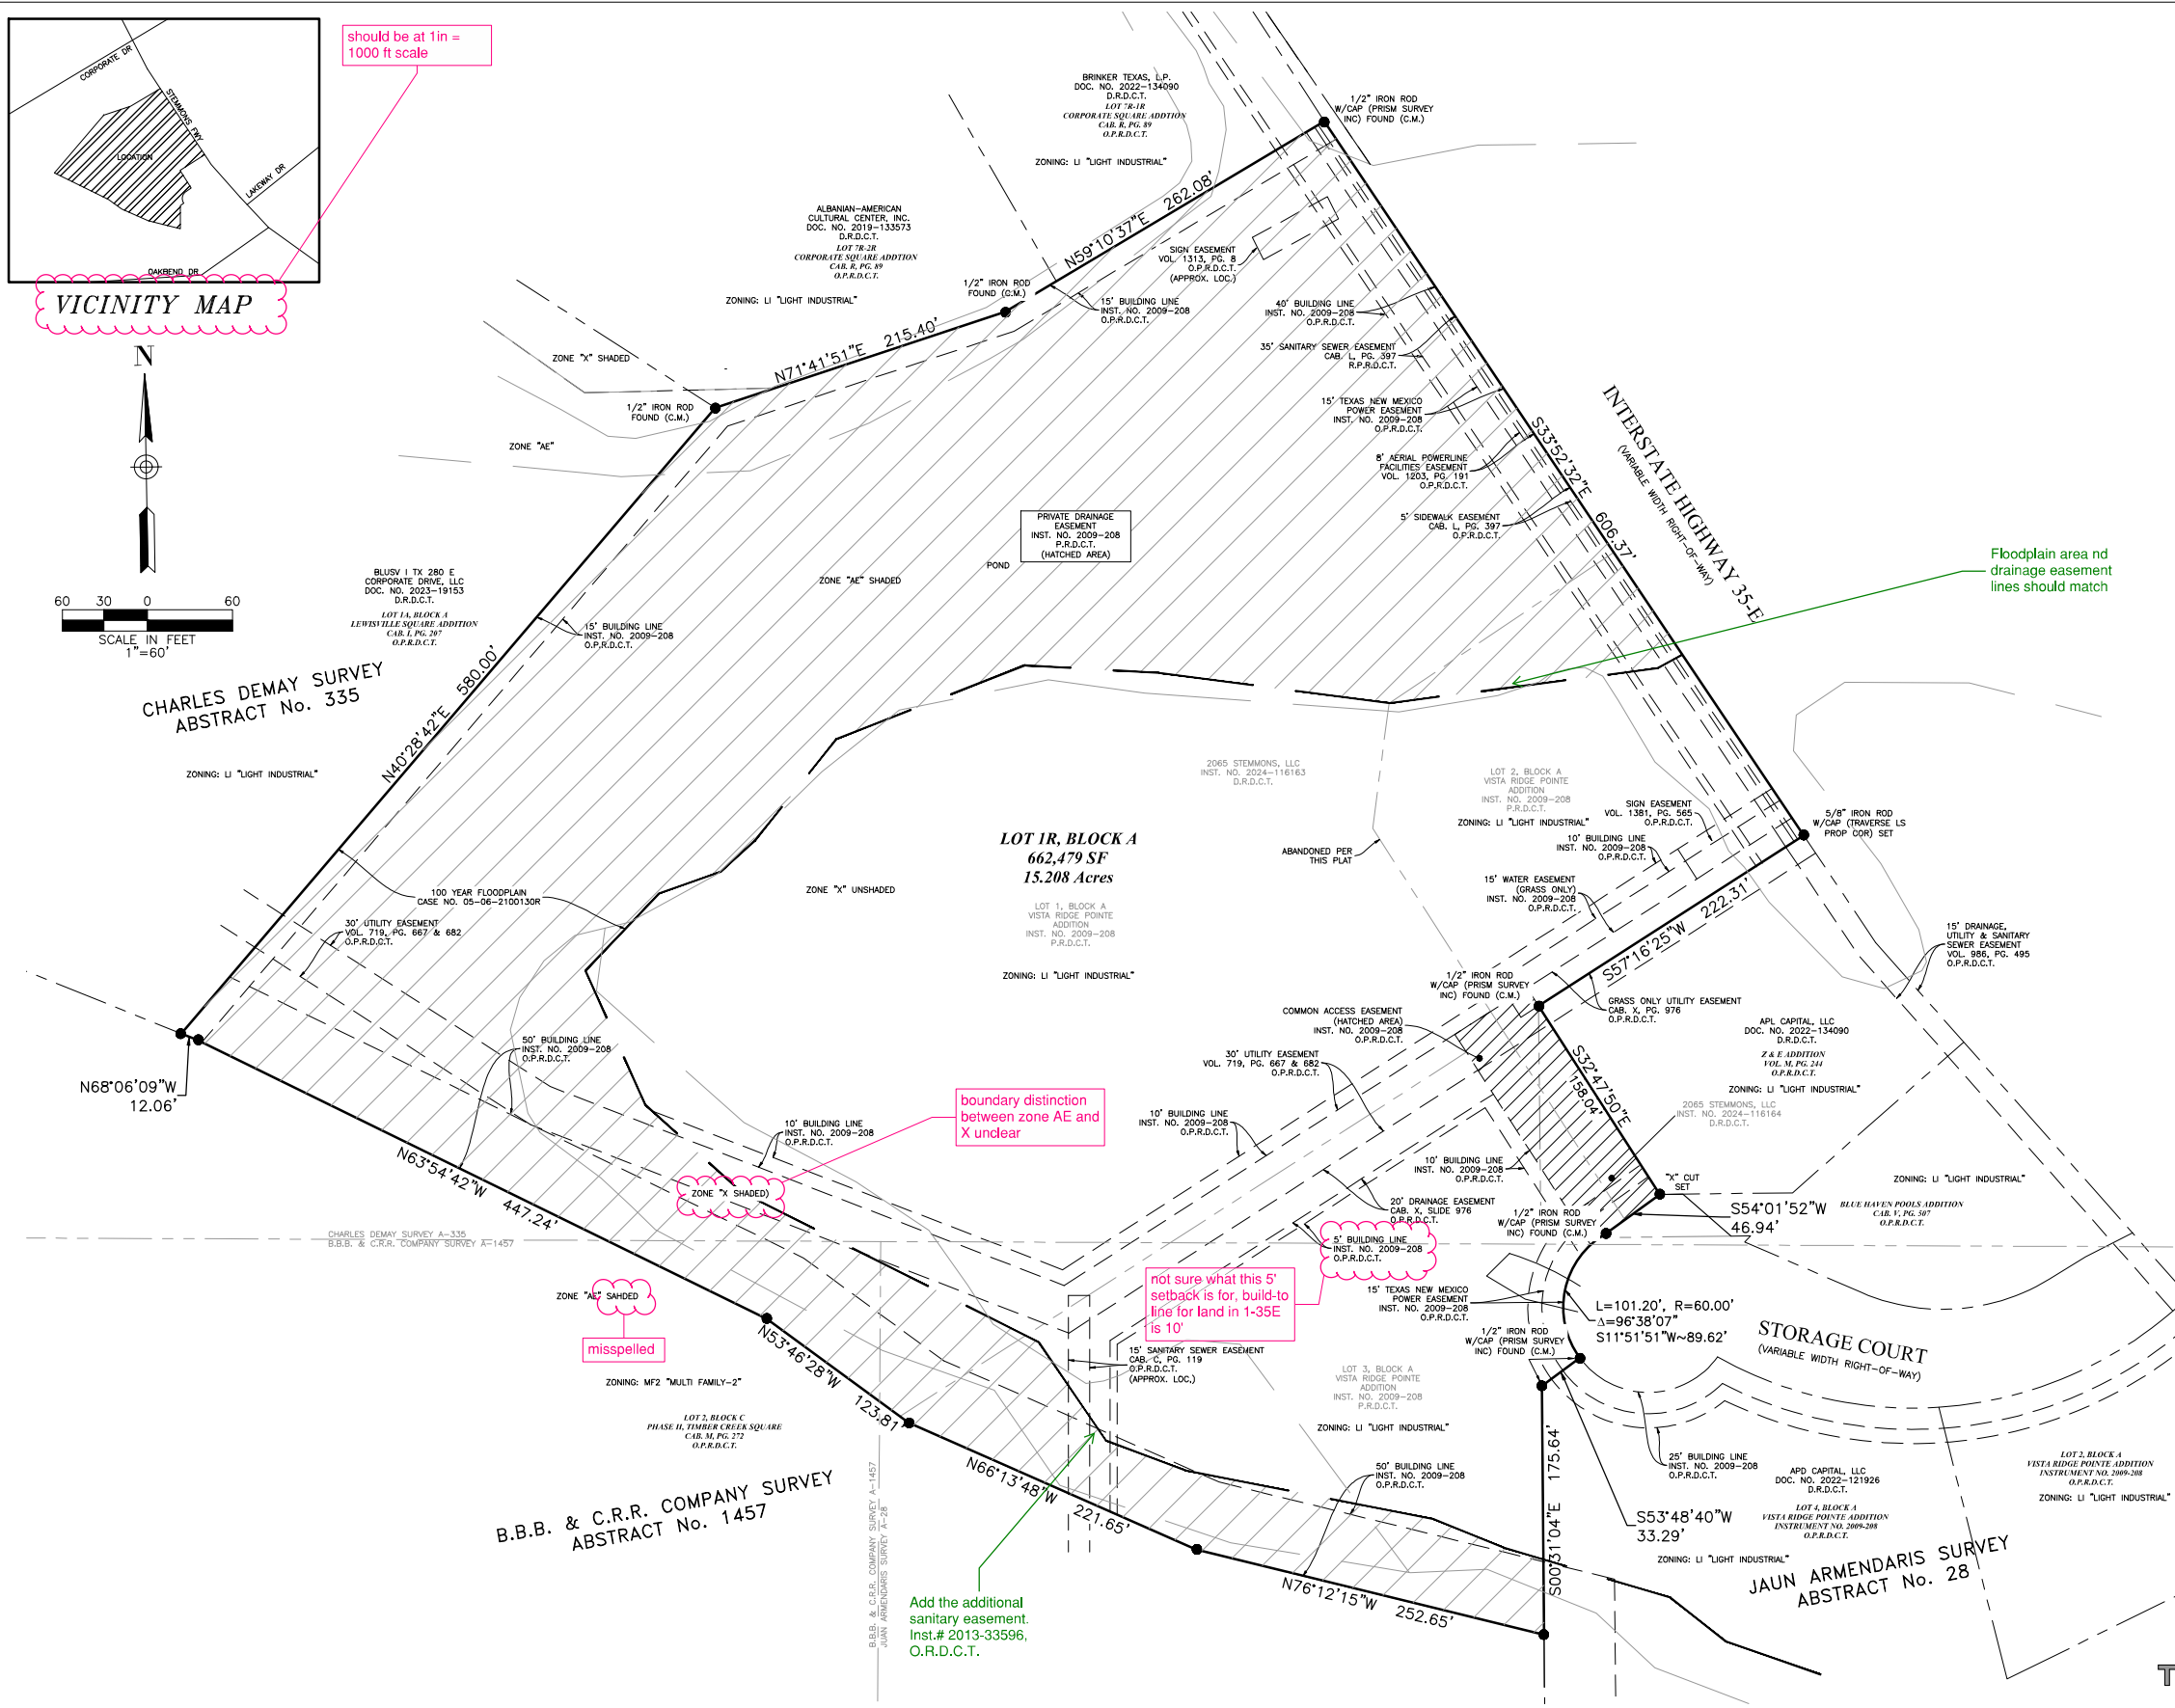 CORPORATE DR
STEMMONS FWY
LOCATION
LAKEWAY DR
OAKBEND DR
VICINITY MAP
should be at 1in =
1000 ft scale
N
60 30 0 60
SCALE IN FEET
1"=60'
BRINKER TEXAS, L.P.
DOC. NO. 2022-134090
D.R.D.C.T.
LOT 7R-1R
CORPORATE SQUARE ADDTION
CAB. R, PG. 89
O.P.R.D.C.T.
ZONING: LI "LIGHT INDUSTRIAL"
1/2" IRON ROD
W/CAP (PRISM SURVEY
INC) FOUND (C.M.)
ALBANIAN-AMERICAN
CULTURAL CENTER, INC.
DOC. NO. 2019-133573
D.R.D.C.T.
LOT 7R-2R
CORPORATE SQUARE ADDTION
CAB. R, PG. 89
O.P.R.D.C.T.
ZONING: LI "LIGHT INDUSTRIAL"
1/2" IRON ROD
FOUND (C.M.)
N59°10'37"E 262.08'
SIGN EASEMENT
VOL. 1313, PG. 8
O.P.R.D.C.T.
(APPROX. LOC.)
15' BUILDING LINE
INST. NO. 2009-208
O.P.R.D.C.T.
40' BUILDING LINE
INST. NO. 2009-208
O.P.R.D.C.T.
35' SANITARY SEWER EASEMENT
CAB. L, PG. 397
R.P.R.D.C.T.
15' TEXAS NEW MEXICO
POWER EASEMENT
INST. NO. 2009-208
O.P.R.D.C.T.
8' AERIAL POWERLINE
FACILITIES EASEMENT
VOL. 1203, PG. 191
O.P.R.D.C.T.
5' SIDEWALK EASEMENT
CAB. L, PG. 397
O.P.R.D.C.T.
ZONE "X" SHADED
N71°41'51"E 215.40'
1/2" IRON ROD
FOUND (C.M.)
ZONE "AE"
S33°52'32"E 606.37'
INTERSTATE HIGHWAY 35-E
(VARIABLE WIDTH RIGHT-OF-WAY)
Floodplain area nd
drainage easement
lines should match
PRIVATE DRAINAGE
EASEMENT
INST. NO. 2009-208
P.R.D.C.T.
(HATCHED AREA)
POND
ZONE "AE" SHADED
BLUSV I TX 280 E
CORPORATE DRIVE, LLC
DOC. NO. 2023-19153
D.R.D.C.T.
LOT 1A, BLOCK A
LEWISVILLE SQUARE ADDITION
CAB. I, PG. 207
O.P.R.D.C.T.
15' BUILDING LINE
INST. NO. 2009-208
O.P.R.D.C.T.
CHARLES DEMAY SURVEY
ABSTRACT No. 335
N40°28'42"E 580.00'
ZONING: LI "LIGHT INDUSTRIAL"
2065 STEMMONS, LLC
INST. NO. 2024-116163
D.R.D.C.T.
LOT 2, BLOCK A
VISTA RIDGE POINTE
ADDITION
INST. NO. 2009-208
P.R.D.C.T.
ZONING: LI "LIGHT INDUSTRIAL"
SIGN EASEMENT
VOL. 1381, PG. 565
O.P.R.D.C.T.
5/8" IRON ROD
W/CAP (TRAVERSE LS
PROP COR) SET
10' BUILDING LINE
INST. NO. 2009-208
O.P.R.D.C.T.
LOT 1R, BLOCK A
662,479 SF
15.208 Acres
ABANDONED PER
THIS PLAT
ZONE "X" UNSHADED
LOT 1, BLOCK A
VISTA RIDGE POINTE
ADDITION
INST. NO. 2009-208
P.R.D.C.T.
ZONING: LI "LIGHT INDUSTRIAL"
15' WATER EASEMENT
(GRASS ONLY)
INST. NO. 2009-208
O.P.R.D.C.T.
S57°16'25"W 222.31'
15' DRAINAGE,
UTILITY & SANITARY
SEWER EASEMENT
VOL. 986, PG. 495
O.P.R.D.C.T.
100 YEAR FLOODPLAIN
CASE NO. 05-06-2100130R
30' UTILITY EASEMENT
VOL. 719, PG. 667 & 682
O.P.R.D.C.T.
1/2" IRON ROD
W/CAP (PRISM SURVEY
INC) FOUND (C.M.)
GRASS ONLY UTILITY EASEMENT
CAB. X, PG. 976
O.P.R.D.C.T.
COMMON ACCESS EASEMENT
(HATCHED AREA)
INST. NO. 2009-208
O.P.R.D.C.T.
APL CAPITAL, LLC
DOC. NO. 2022-134090
D.R.D.C.T.
Z & E ADDITION
VOL. M, PG. 244
O.P.R.D.C.T.
ZONING: LI "LIGHT INDUSTRIAL"
30' UTILITY EASEMENT
VOL. 719, PG. 667 & 682
O.P.R.D.C.T.
S32°47'50"E
158.04'
2065 STEMMONS, LLC
INST. NO. 2024-116164
D.R.D.C.T.
50' BUILDING LINE
INST. NO. 2009-208
O.P.R.D.C.T.
N68°06'09"W
12.06'
boundary distinction
between zone AE and
X unclear
10' BUILDING LINE
INST. NO. 2009-208
O.P.R.D.C.T.
10' BUILDING LINE
INST. NO. 2009-208
O.P.R.D.C.T.
10' BUILDING LINE
INST. NO. 2009-208
O.P.R.D.C.T.
N63°54'42"W 447.24'
ZONE "X SHADED)
"X" CUT
SET
ZONING: LI "LIGHT INDUSTRIAL"
BLUE HAVEN POOLS ADDITION
CAB. V, PG. 507
O.P.R.D.C.T.
S54°01'52"W
46.94'
20' DRAINAGE EASEMENT
CAB. X, SLIDE 976
O.P.R.D.C.T.
1/2" IRON ROD
W/CAP (PRISM SURVEY
INC) FOUND (C.M.)
5' BUILDING LINE
INST. NO. 2009-208
O.P.R.D.C.T.
CHARLES DEMAY SURVEY A-335
B.B.B. & C.R.R. COMPANY SURVEY A-1457
not sure what this 5'
setback is for, build-to
line for land in 1-35E
is 10'
15' TEXAS NEW MEXICO
POWER EASEMENT
INST. NO. 2009-208
O.P.R.D.C.T.
L=101.20', R=60.00'
Δ=96°38'07"
S11°51'51"W~89.62'
ZONE "AE" SAHDED
misspelled
1/2" IRON ROD
W/CAP (PRISM SURVEY
INC) FOUND (C.M.)
STORAGE COURT
(VARIABLE WIDTH RIGHT-OF-WAY)
N53°46'28"W 123.81'
15' SANITARY SEWER EASEMENT
CAB. C, PG. 119
O.P.R.D.C.T.
(APPROX. LOC.)
ZONING: MF2 "MULTI FAMILY-2"
LOT 2, BLOCK C
PHASE II, TIMBER CREEK SQUARE
CAB. M, PG. 272
O.P.R.D.C.T.
LOT 3, BLOCK A
VISTA RIDGE POINTE
ADDITION
INST. NO. 2009-208
P.R.D.C.T.
ZONING: LI "LIGHT INDUSTRIAL"
S00°31'04"E 175.64'
25' BUILDING LINE
INST. NO. 2009-208
O.P.R.D.C.T.
50' BUILDING LINE
INST. NO. 2009-208
O.P.R.D.C.T.
APD CAPITAL, LLC
DOC. NO. 2022-121926
D.R.D.C.T.
LOT 4, BLOCK A
VISTA RIDGE POINTE ADDITION
INSTRUMENT NO. 2009-208
O.P.R.D.C.T.
LOT 2, BLOCK A
VISTA RIDGE POINTE ADDITION
INSTRUMENT NO. 2009-208
O.P.R.D.C.T.
ZONING: LI "LIGHT INDUSTRIAL"
N66°13'48"W 221.65'
B.B.B. & C.R.R. COMPANY SURVEY
ABSTRACT No. 1457
B.B.B. & C.R.R. COMPANY SURVEY A-1457
JUAN ARMENDARIS SURVEY A-28
S53°48'40"W
33.29'
ZONING: LI "LIGHT INDUSTRIAL"
JAUN ARMENDARIS SURVEY
ABSTRACT No. 28
N76°12'15"W 252.65'
Add the additional
sanitary easement.
Inst.# 2013-33596,
O.R.D.C.T.
T